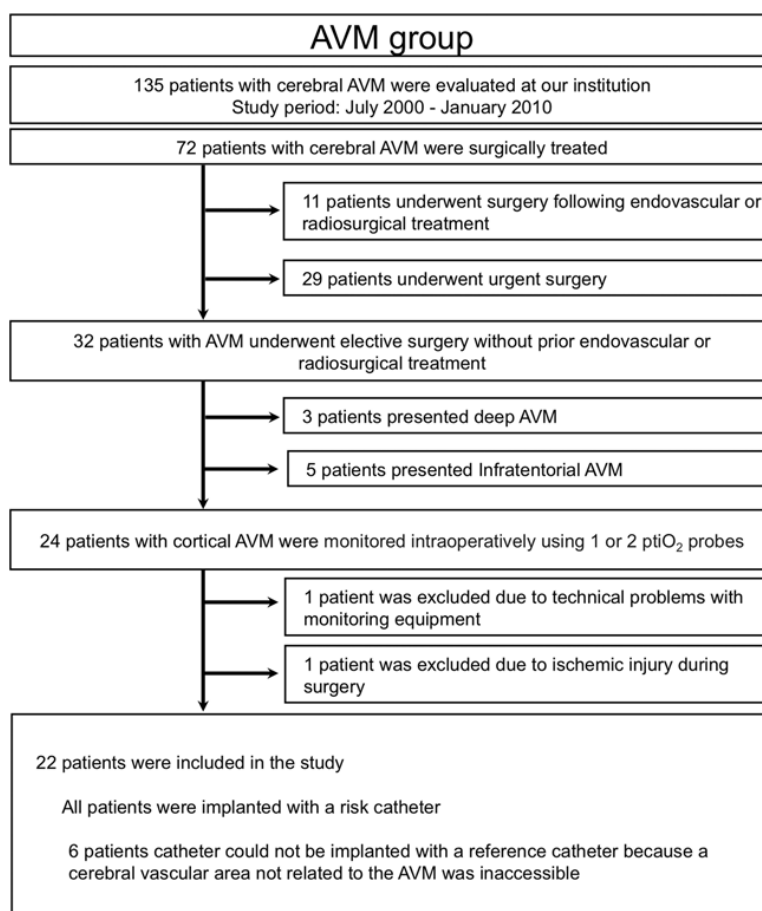 AVM group
135 patients with cerebral AVM were evaluated at our institution
Study period: July 2000 - January 2010
72 patients with cerebral AVM were surgically treated
11 patients underwent surgery following endovascular or
radiosurgical treatment
29 patients underwent urgent surgery
32 patients with AVM underwent elective surgery without prior endovascular or
radiosurgical treatment
3 patients presented deep AVM
5 patients presented Infratentorial AVM
24 patients with cortical AVM were monitored intraoperatively using 1 or 2 ptiO₂ probes
1 patient was excluded due to technical problems with
monitoring equipment
1 patient was excluded due to ischemic injury during
surgery
22 patients were included in the study
All patients were implanted with a risk catheter
6 patients catheter could not be implanted with a reference catheter because a
cerebral vascular area not related to the AVM was inaccessible